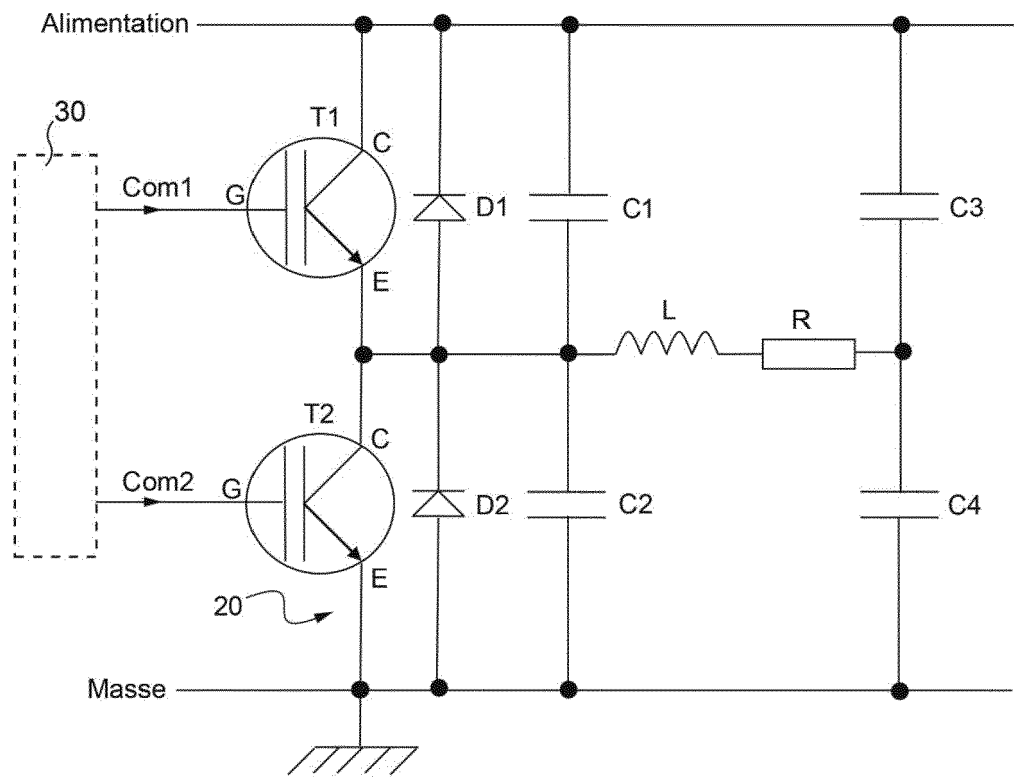 Alimentation
30
T1
C
Com1
G
D1
C1
C3
E
L
R
T2
C
Com2
G
D2
C2
C4
E
20
Masse